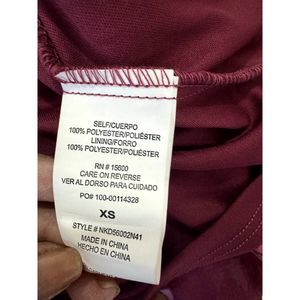 SELF/CUERPO
100% POLYESTER/POLIÉSTER
LINING/FORRO
100% POLYESTER/POLIÉSTER
RN # 15600
CARE ON REVERSE
VER AL DORSO PARA CUIDADO
PO# 100-00114328
XS
STYLE # NKD56002N41
MADE IN CHINA
HECHO EN CHINA